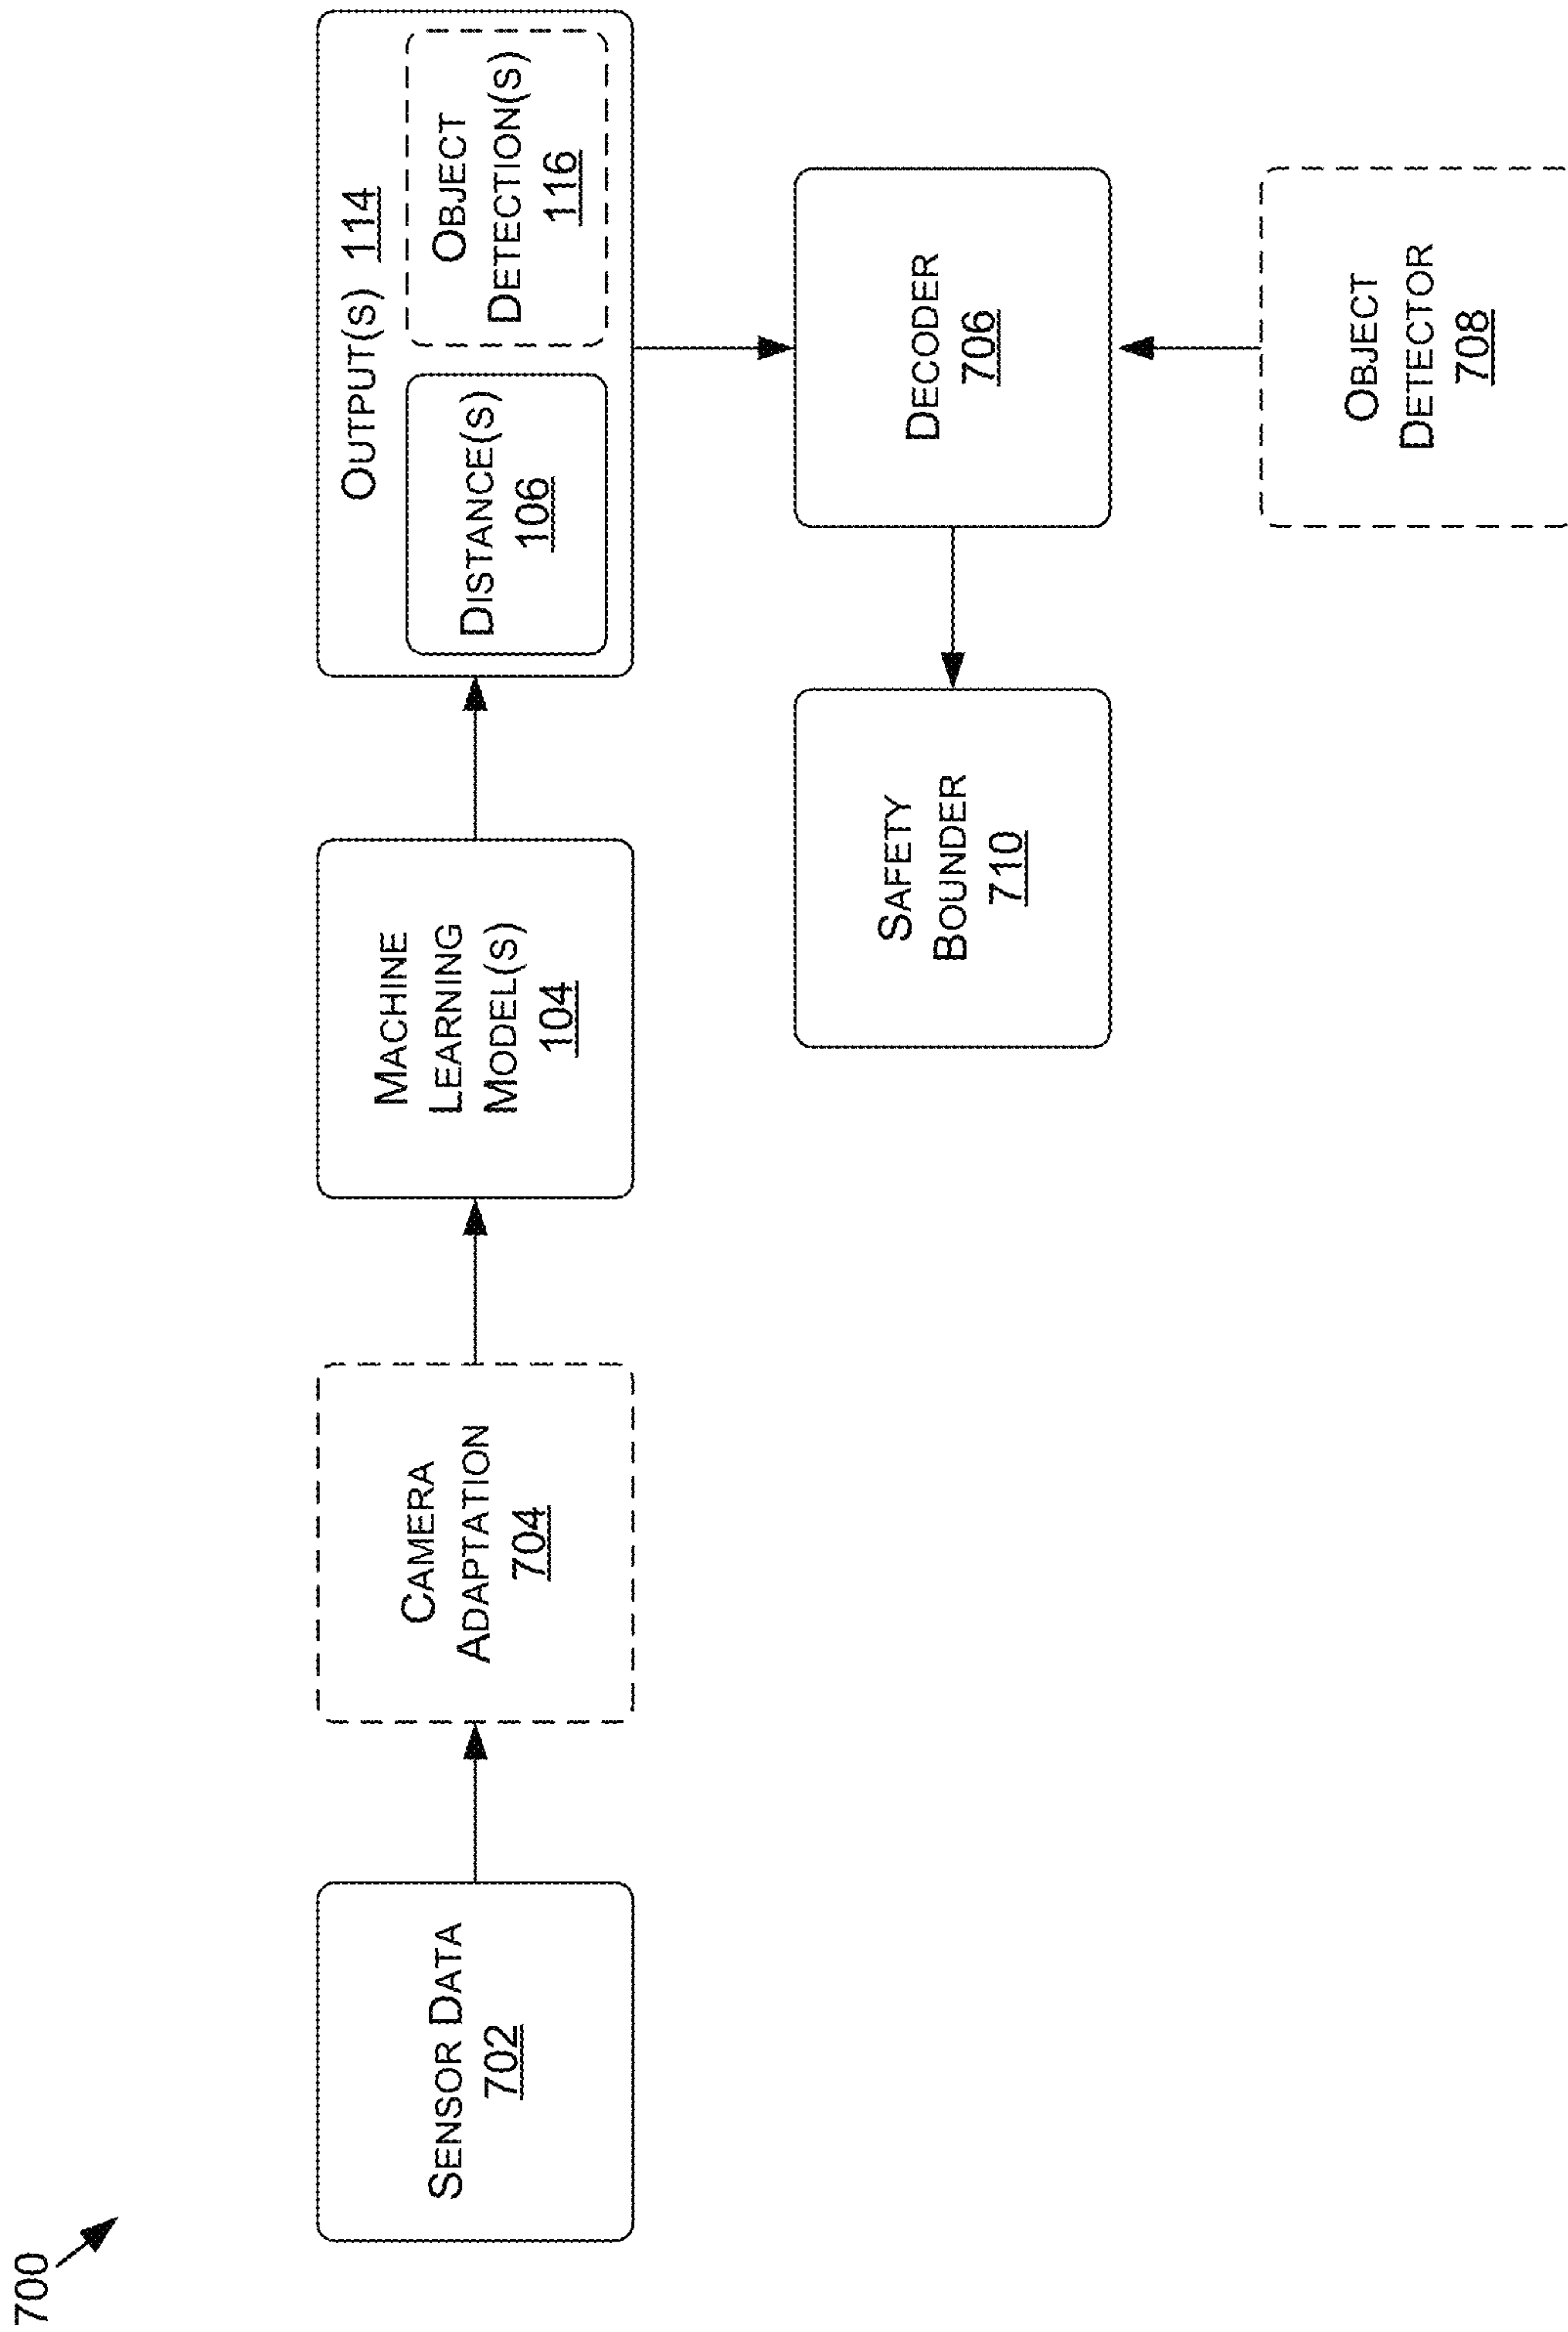 700
SENSOR DATA
702
CAMERA
ADAPTATION
704
MACHINE
LEARNING
MODEL(S)
104
OUTPUT(S) 114
DISTANCE(S)
106
OBJECT
DETECTION(S)
116
SAFETY
BOUNDER
710
DECODER
706
OBJECT
DETECTOR
708